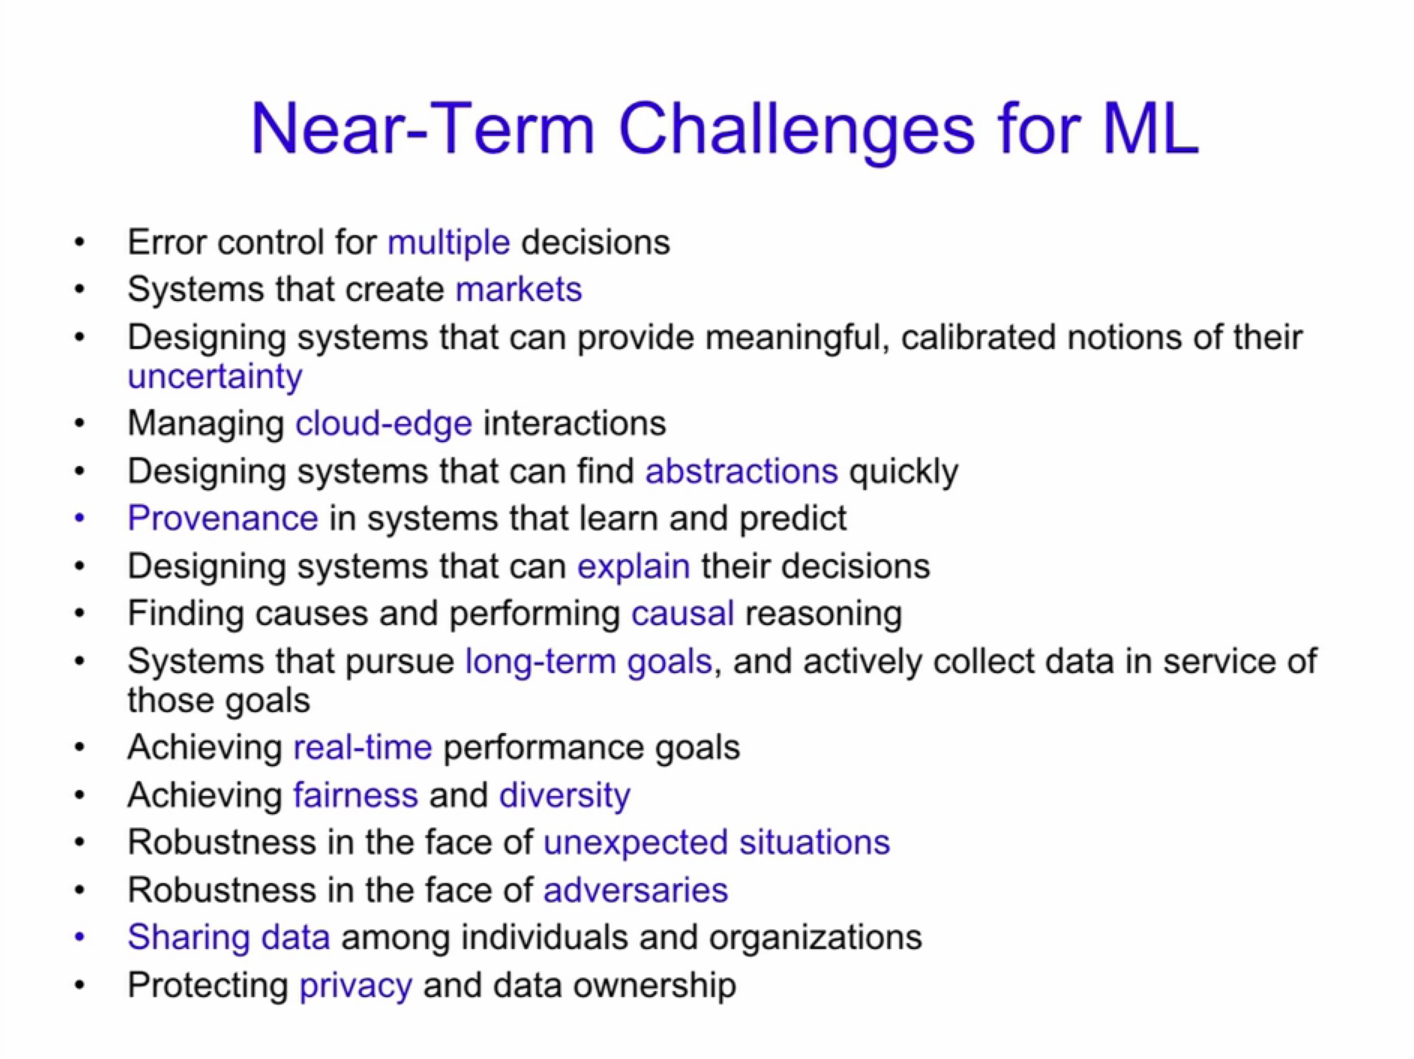 Near-Term Challenges for ML
• Error control for multiple decisions
• Systems that create markets
• Designing systems that can provide meaningful, calibrated notions of their
uncertainty
• Managing cloud-edge interactions
• Designing systems that can find abstractions quickly
• Provenance in systems that learn and predict
• Designing systems that can explain their decisions
• Finding causes and performing causal reasoning
• Systems that pursue long-term goals, and actively collect data in service of
those goals
• Achieving real-time performance goals
• Achieving fairness and diversity
• Robustness in the face of unexpected situations
• Robustness in the face of adversaries
• Sharing data among individuals and organizations
• Protecting privacy and data ownership